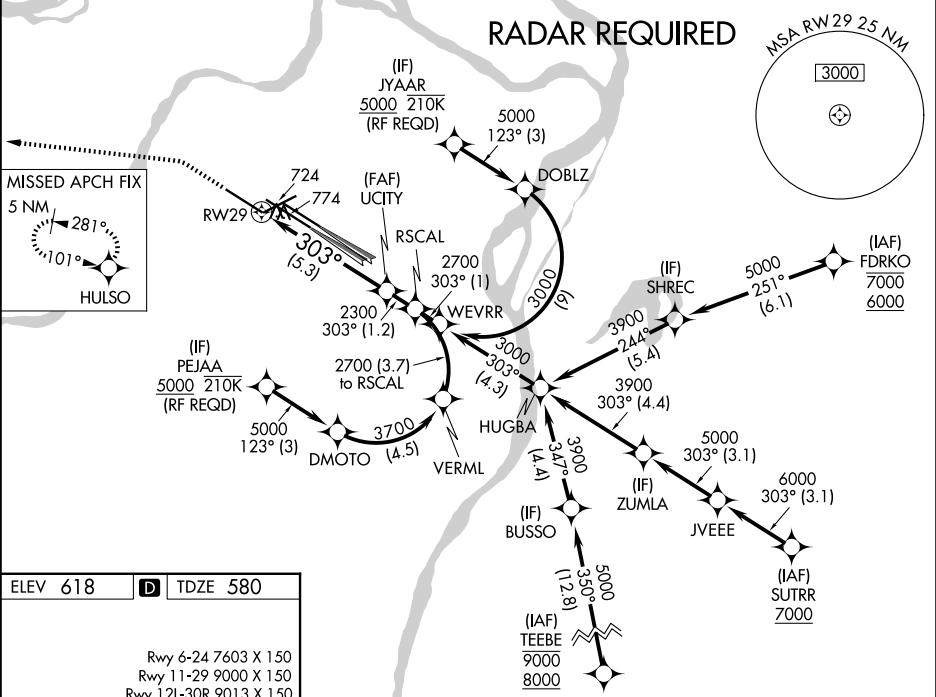 RADAR REQUIRED
MSA RW29 25 NM
3000
(IF)
JYAAR
5000 210K
(RF REQD)
5000
123° (3)
DOBLZ
MISSED APCH FIX
5 NM
281°
101°
HULSO
724
774
RW29
(FAF)
UCITY
RSCAL
303°
(5.3)
2700
303° (1)
WEVRR
2300
303° (1.2)
3000
(9)
(IAF)
FDRKO
7000
6000
5000
251°
(6.1)
(IF)
SHREC
3900
244°
(5.4)
3000
303°
(4.3)
2700 (3.7)
to RSCAL
(IF)
PEJAA
5000 210K
(RF REQD)
5000
123° (3)
DMOTO
3700
(4.5)
VERML
HUGBA
3900
303° (4.4)
3900
347°
(4.4)
5000
303° (3.1)
(IF)
ZUMLA
6000
303° (3.1)
JVEEE
(IF)
BUSSO
(IAF)
SUTRR
7000
5000
350°
(12.8)
(IAF)
TEEBE
9000
8000
ELEV 618 D TDZE 580
Rwy 6-24 7603 X 150
Rwy 11-29 9000 X 150
Rwy 12L-30R 9013 X 150